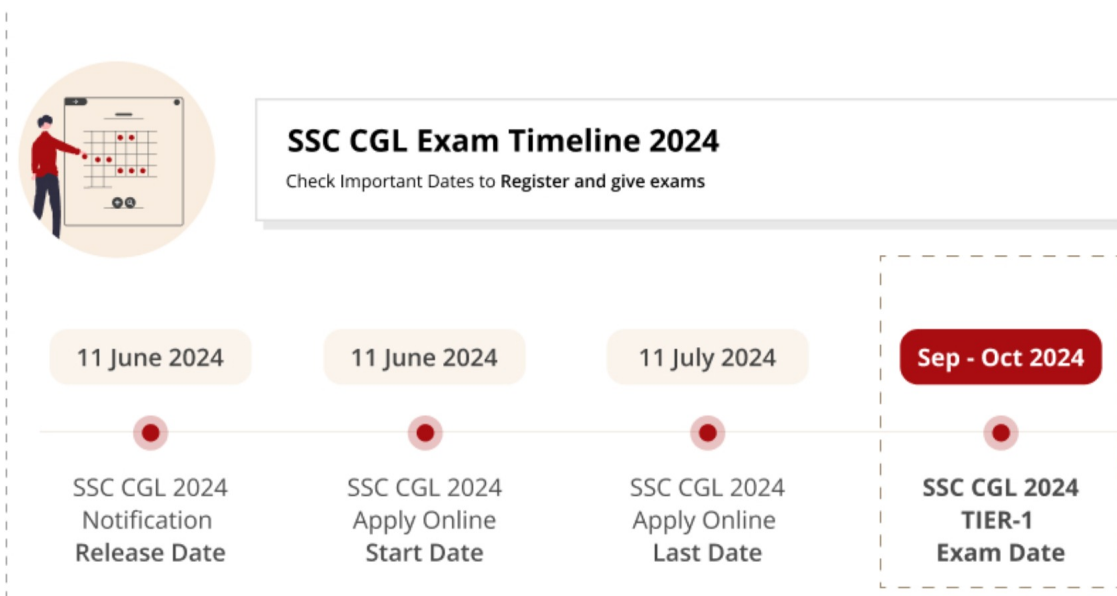 SSC CGL Exam Timeline 2024
Check Important Dates to Register and give exams
11 June 2024
SSC CGL 2024
Notification
Release Date
11 June 2024
SSC CGL 2024
Apply Online
Start Date
11 July 2024
SSC CGL 2024
Apply Online
Last Date
Sep - Oct 2024
SSC CGL 2024
TIER-1
Exam Date